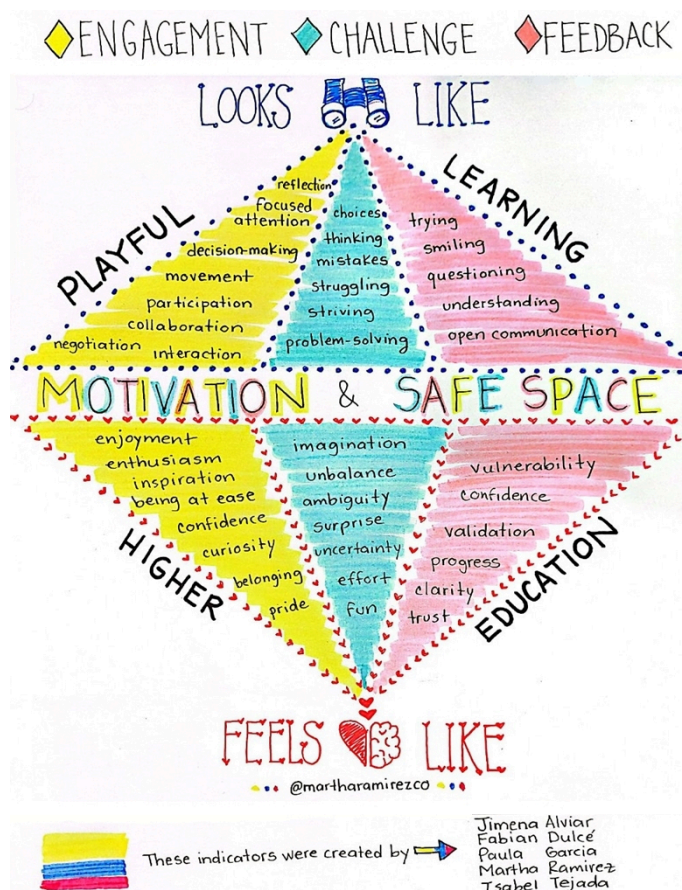 ENGAGEMENT CHALLENGE FEEDBACK
LOOKS LIKE
PLAYFUL
LEARNING
reflection
focused
attention
decision-making
movement
participation
collaboration
negotiation
interaction
choices
thinking
mistakes
struggling
striving
problem-solving
trying
smiling
questioning
understanding
open communication
MOTIVATION & SAFE SPACE
enjoyment
enthusiasm
inspiration
being at ease
confidence
curiosity
belonging
pride
imagination
unbalance
ambiguity
surprise
uncertainty
effort
fun
vulnerability
confidence
validation
progress
clarity
trust
HIGHER
EDUCATION
FEELS LIKE
@martharamirezco
These indicators were created by
Jimena Alviar
Fabian Dulcé
Paula Garcia
Martha Ramirez
Isabel Tejada